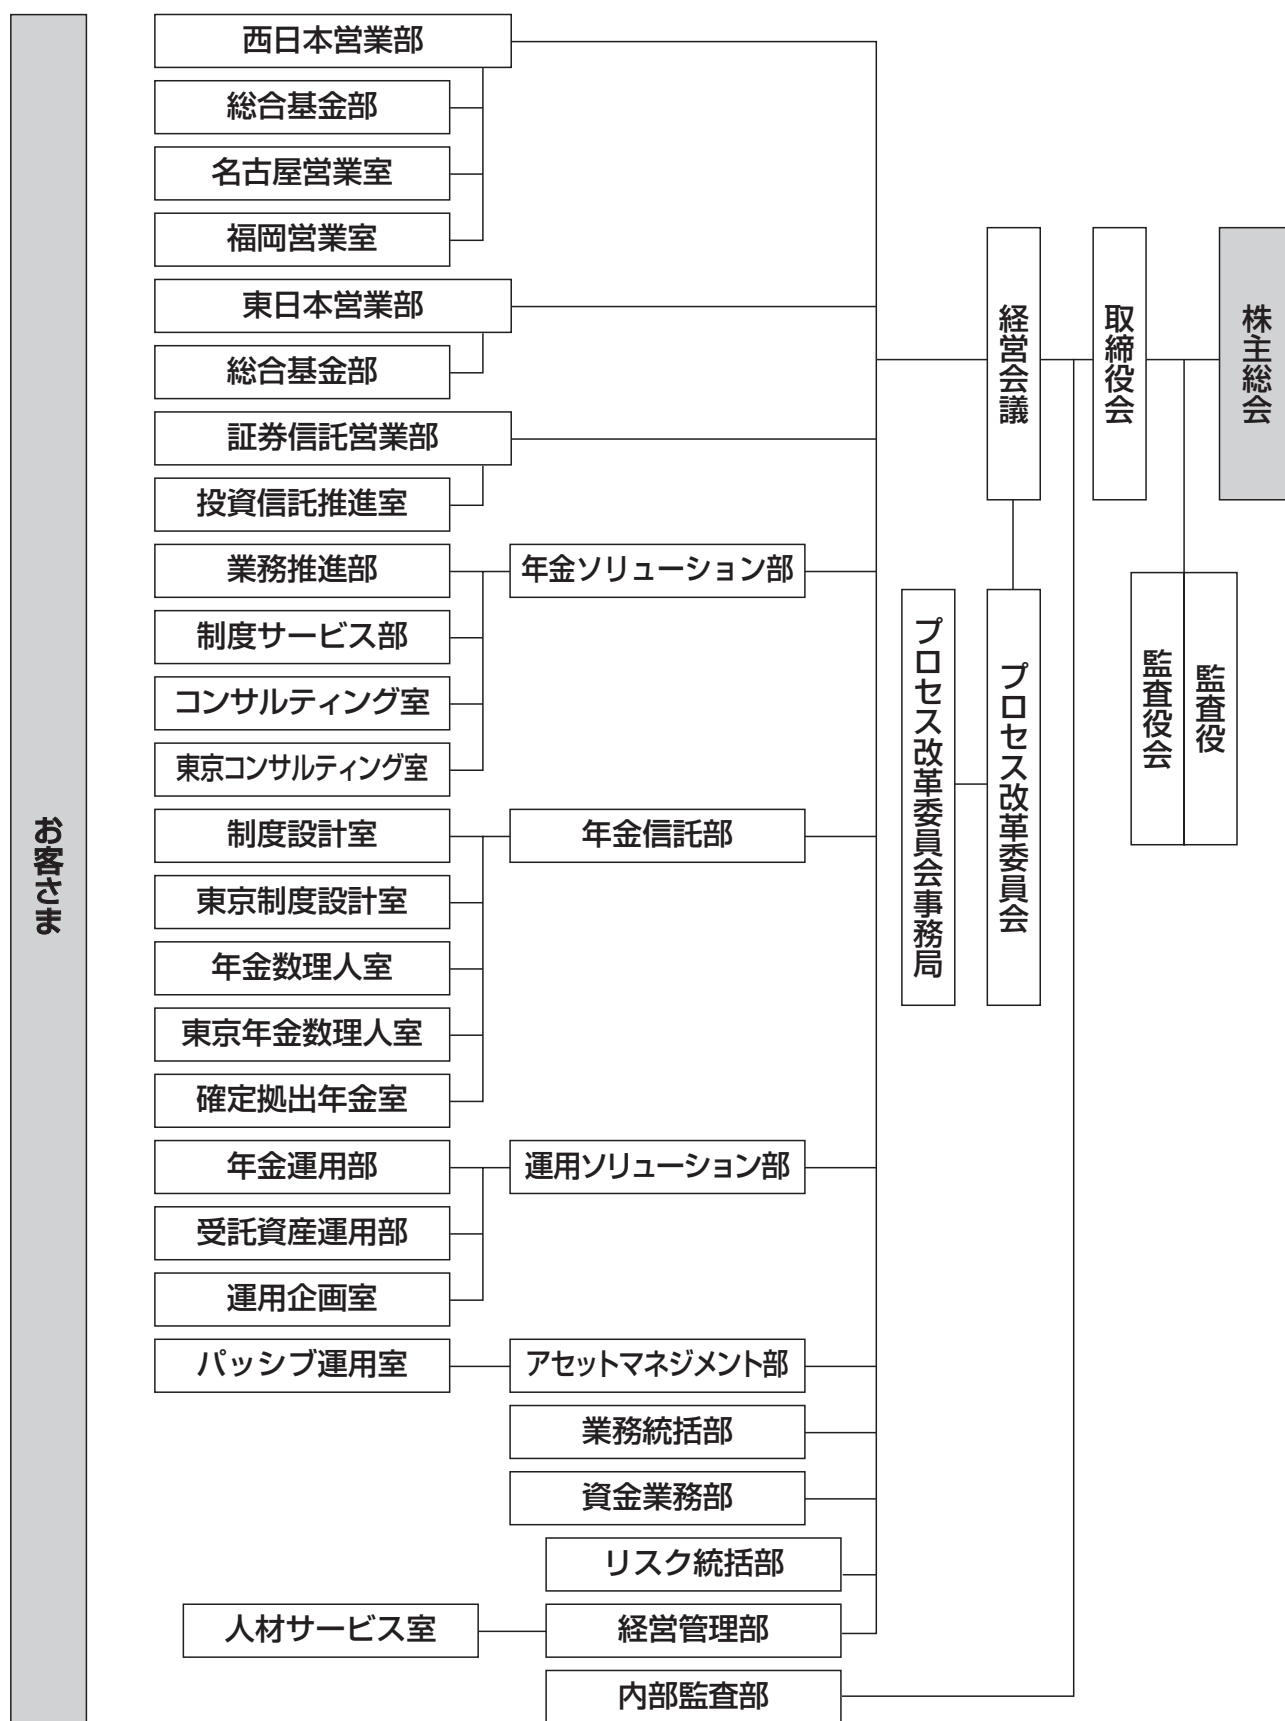 お客さま
西日本営業部
総合基金部
名古屋営業室
福岡営業室
東日本営業部
総合基金部
証券信託営業部
投資信託推進室
業務推進部
年金ソリューション部
制度サービス部
コンサルティング室
東京コンサルティング室
制度設計室
年金信託部
東京制度設計室
年金数理人室
東京年金数理人室
確定拠出年金室
年金運用部
運用ソリューション部
受託資産運用部
運用企画室
パッシブ運用室
アセットマネジメント部
業務統括部
資金業務部
リスク統括部
人材サービス室
経営管理部
内部監査部
経営会議
取締役会
株主総会
プロセス改革委員会事務局
プロセス改革委員会
監査役会
監査役